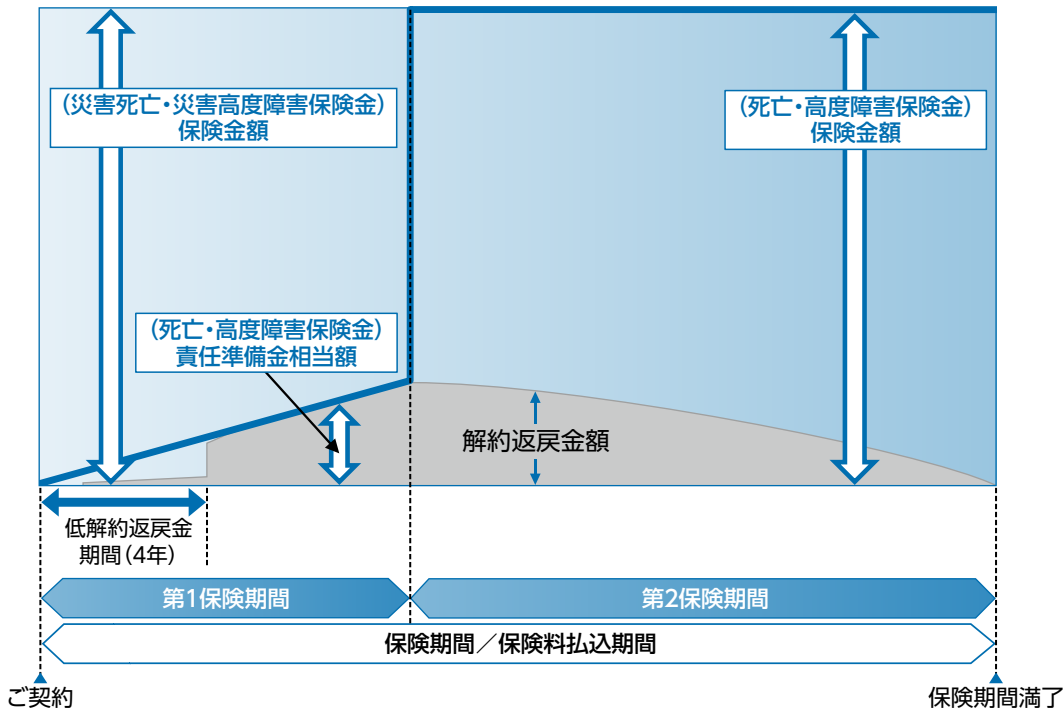 （災害死亡・災害高度障害保険金）
保険金額
（死亡・高度障害保険金）
保険金額
（死亡・高度障害保険金）
責任準備金相当額
解約返戻金額
低解約返戻金
期間（4年）
第1保険期間
第2保険期間
保険期間／保険料払込期間
ご契約
保険期間満了